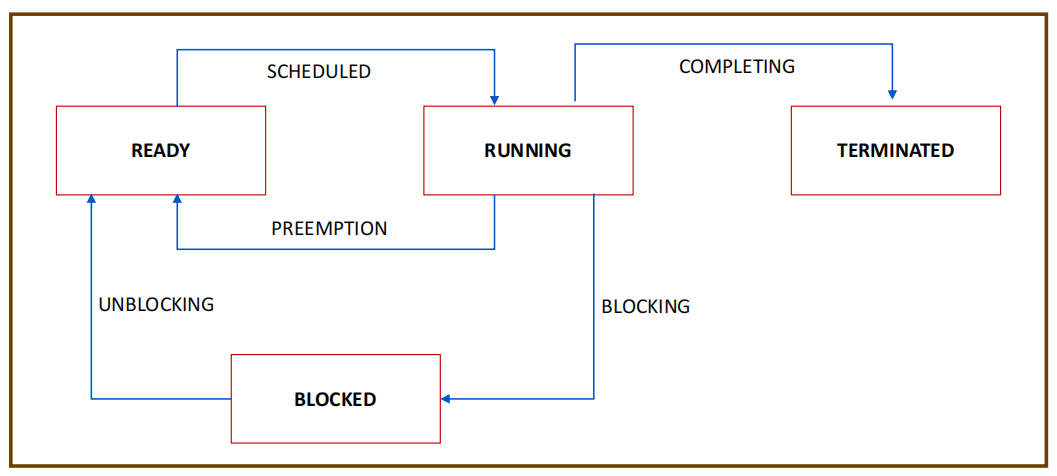 SCHEDULED
COMPLETING
READY
RUNNING
TERMINATED
PREEMPTION
UNBLOCKING
BLOCKING
BLOCKED